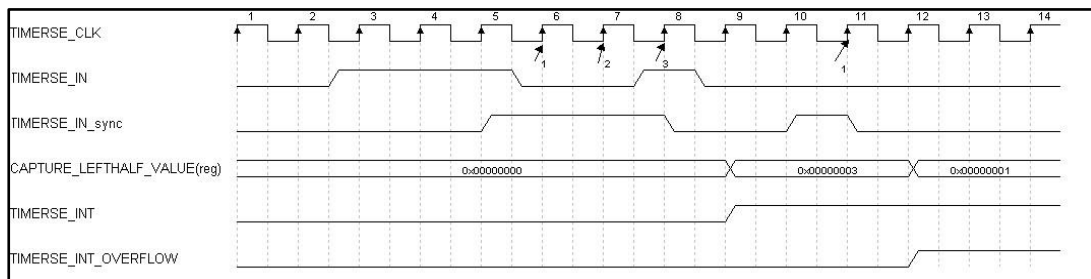 1 2 3 4 5 6 7 8 9 10 11 12 13 14
TIMERSE_CLK
1 2 3 1
TIMERSE_IN
TIMERSE_IN_sync
CAPTURE_LEFTHALF_VALUE(reg) 0x00000000 0x00000003 0x00000001
TIMERSE_INT
TIMERSE_INT_OVERFLOW